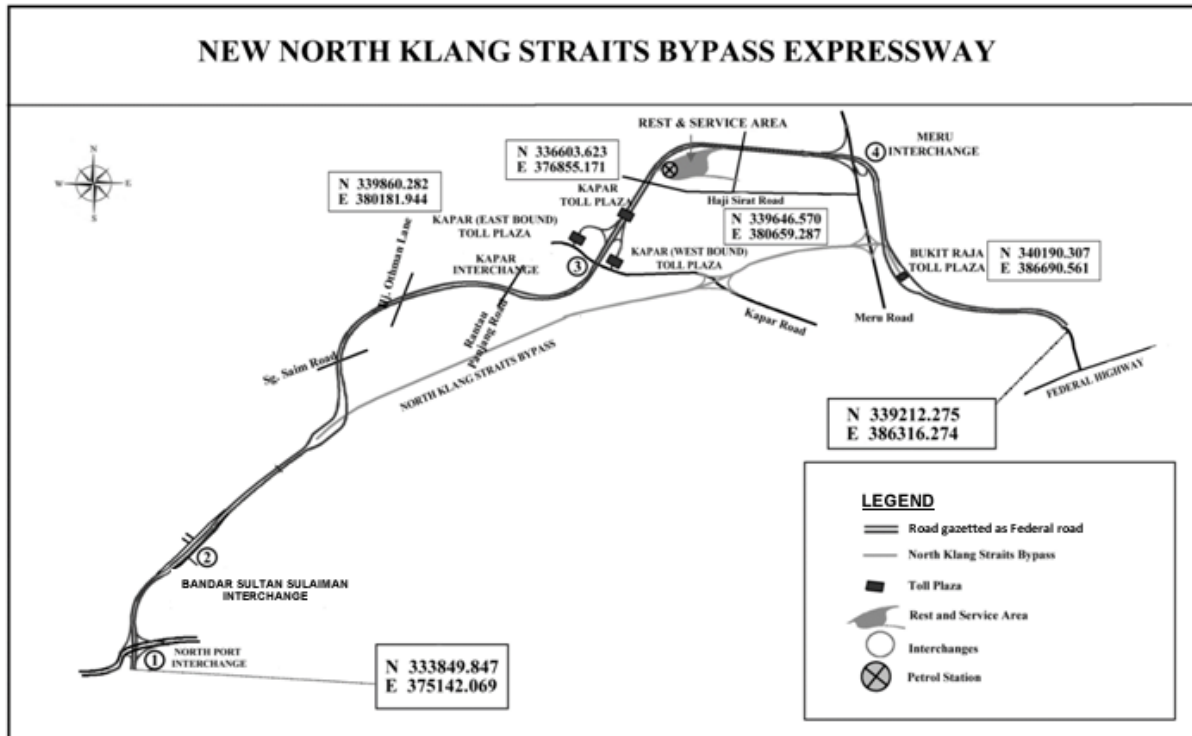 NEW NORTH KLANG STRAITS BYPASS EXPRESSWAY
N
W
E
S
REST & SERVICE AREA
N 336603.623
E 376855.171
4
MERU
INTERCHANGE
N 339860.282
E 380181.944
KAPAR
TOLL PLAZA
Haji Sirat Road
KAPAR (EAST BOUND)
TOLL PLAZA
N 339646.570
E 380659.287
Hj. Othman Lane
KAPAR
INTERCHANGE
3
KAPAR (WEST BOUND)
TOLL PLAZA
BUKIT RAJA
TOLL PLAZA
N 340190.307
E 386690.561
Rantau
Panjang Road
Kapar Road
Meru Road
Sg. Saim Road
NORTH KLANG STRAITS BYPASS
FEDERAL HIGHWAY
N 339212.275
E 386316.274
2
BANDAR SULTAN SULAIMAN
INTERCHANGE
1
NORTH PORT
INTERCHANGE
N 333849.847
E 375142.069
LEGEND
Road gazetted as Federal road
North Klang Straits Bypass
Toll Plaza
Rest and Service Area
Interchanges
Petrol Station